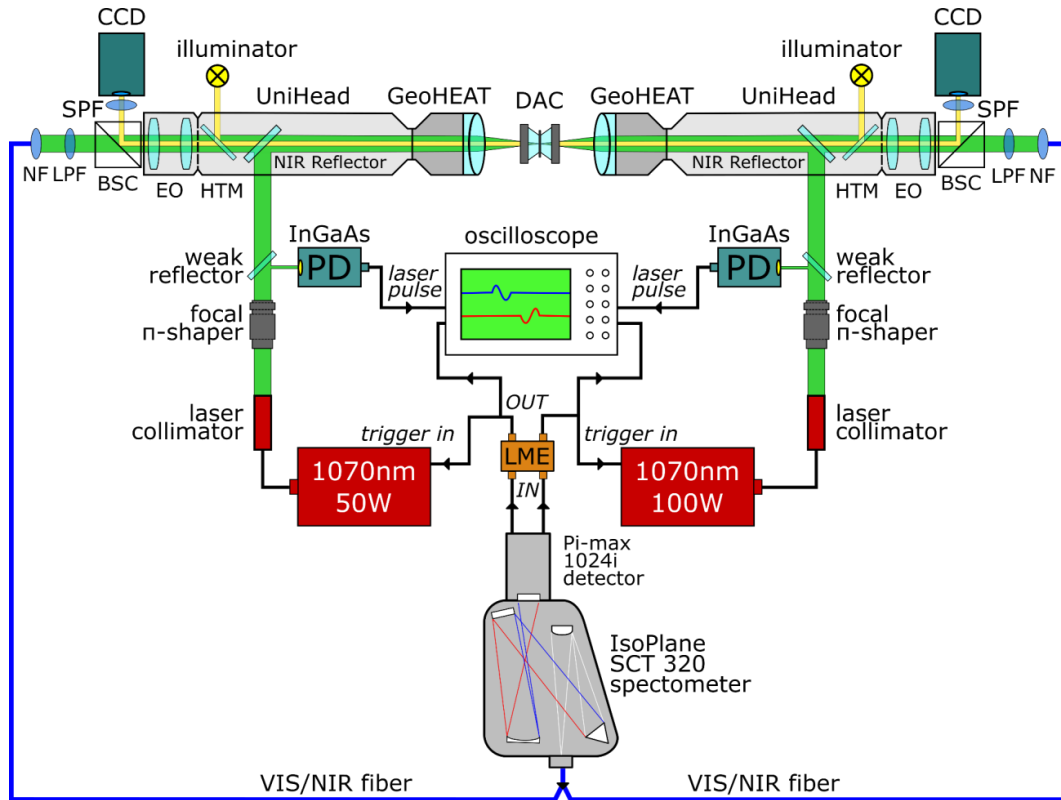 CCD
CCD
illuminator
illuminator
SPF
UniHead
GeoHEAT
DAC
GeoHEAT
UniHead
SPF
NIR Reflector
NIR Reflector
NF
LPF
BSC
EO
HTM
HTM
EO
BSC
LPF
NF
InGaAs
PD
oscilloscope
InGaAs
PD
weak
reflector
laser
pulse
laser
pulse
weak
reflector
focal
π-shaper
focal
π-shaper
laser
collimator
OUT
laser
collimator
trigger in
trigger in
LME
1070nm
50W
IN
1070nm
100W
Pi-max
1024i
detector
IsoPlane
SCT 320
spectometer
VIS/NIR fiber
VIS/NIR fiber